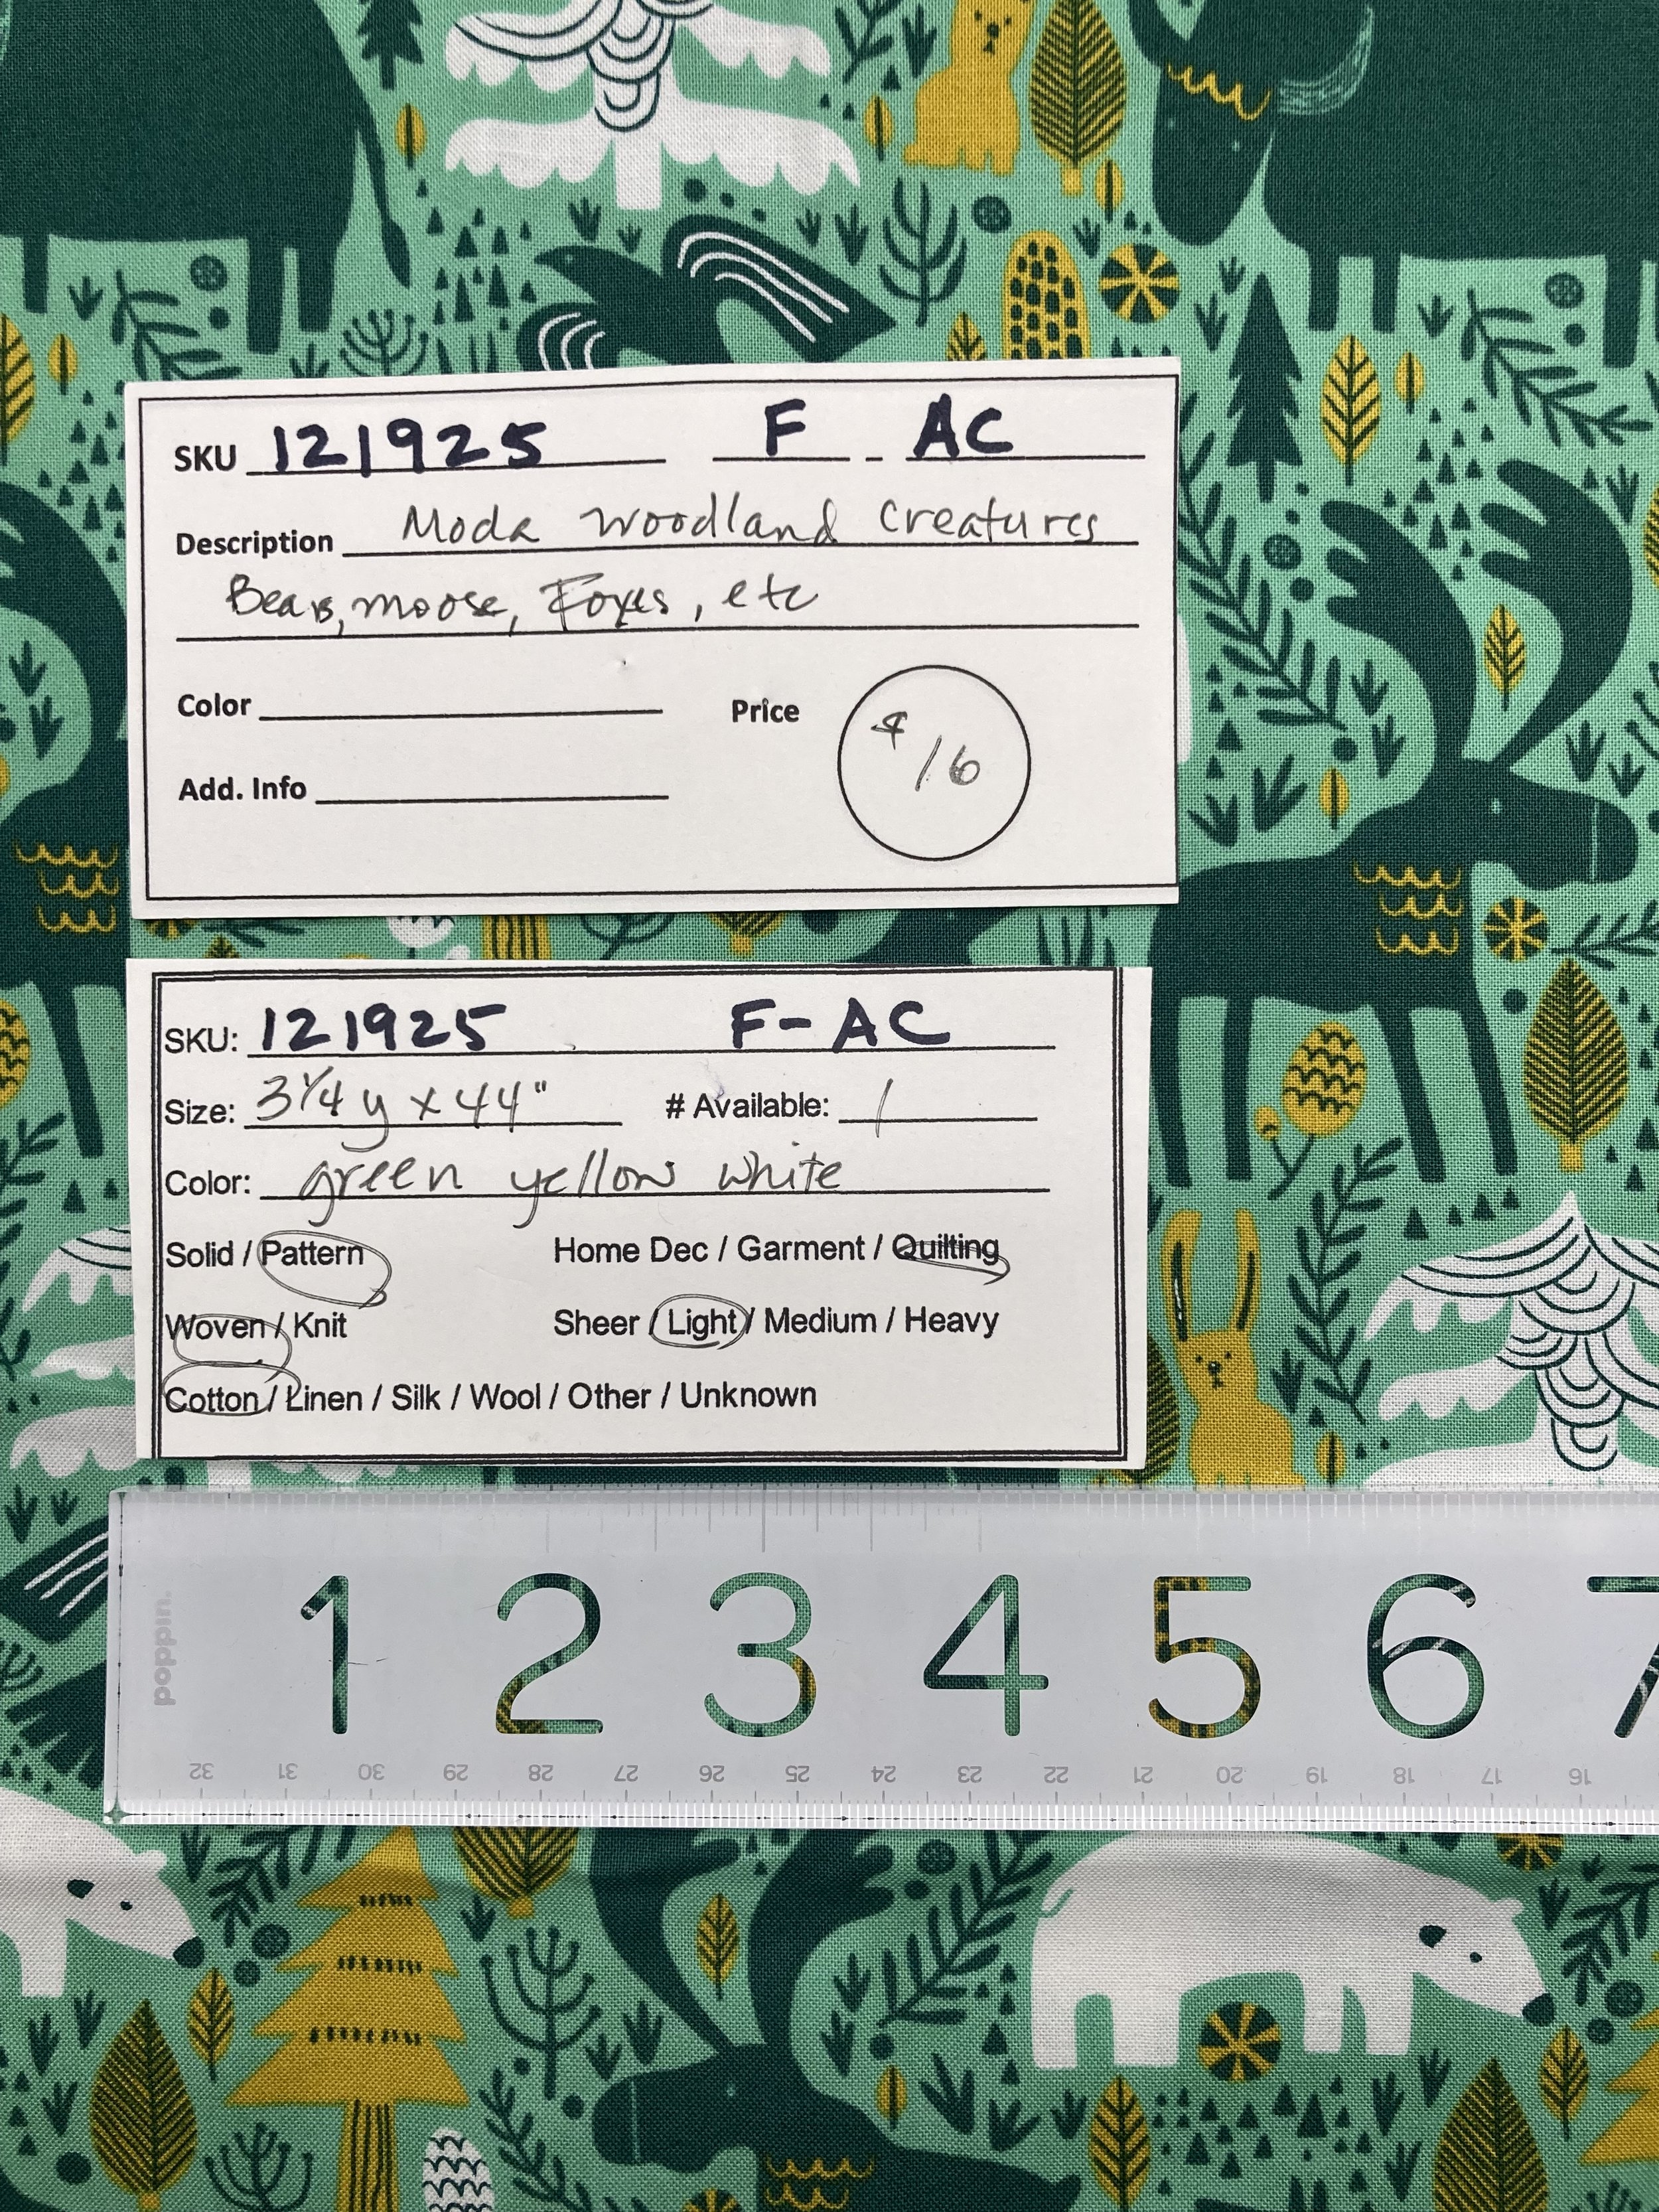 SKU 121925 F - AC
Description Moda Woodland Creatures
Bears, moose, Foxes, etc
Color
Price
$16
Add. Info
SKU: 121925 F-AC
Size: 3 1/4 y x 44" # Available: 1
Color: green yellow white
Solid / Pattern Home Dec / Garment / Quilting
Woven / Knit Sheer / Light / Medium / Heavy
Cotton / Linen / Silk / Wool / Other / Unknown
poppin.
1 2 3 4 5 6 7
32 31 30 29 28 27 26 25 24 23 22 21 20 19 18 17 16